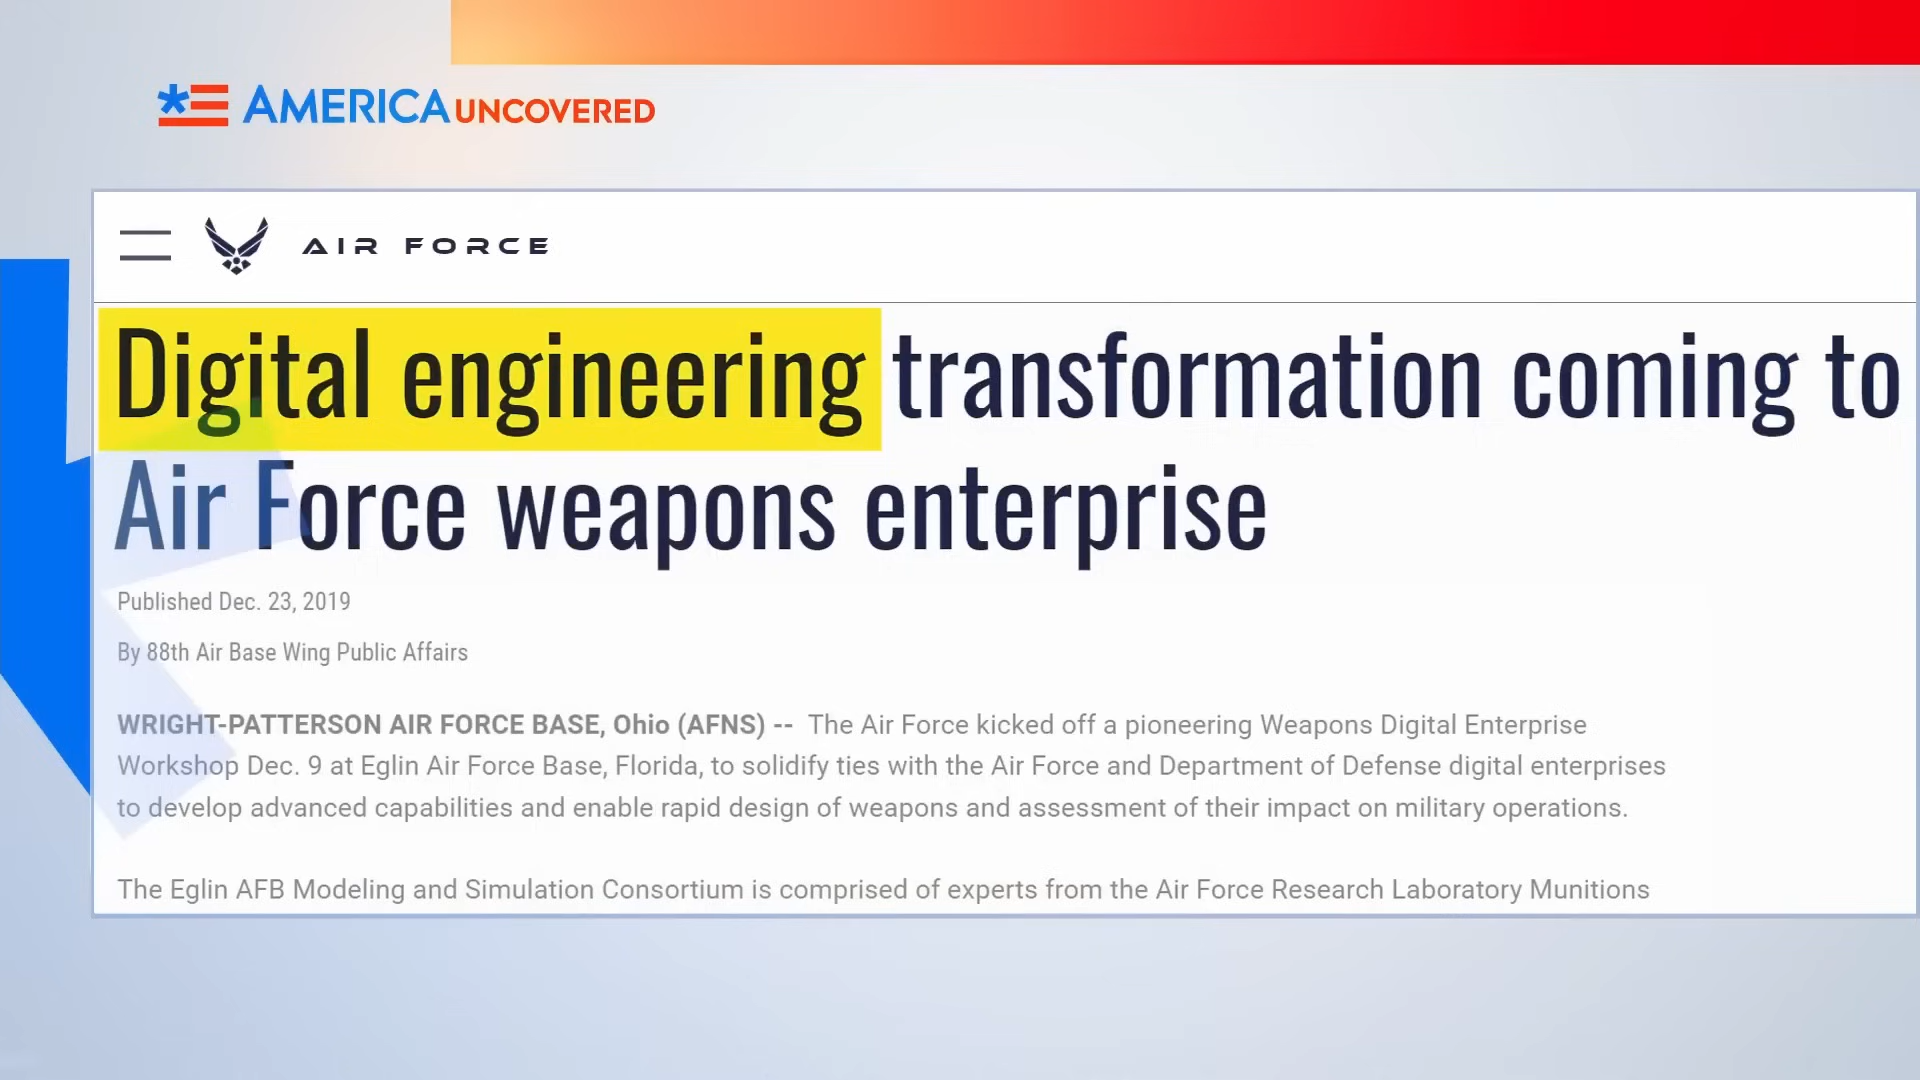 AMERICA UNCOVERED
AIR FORCE
Digital engineering transformation coming to
Air Force weapons enterprise
Published Dec. 23, 2019
By 88th Air Base Wing Public Affairs
WRIGHT-PATTERSON AIR FORCE BASE, Ohio (AFNS) -- The Air Force kicked off a pioneering Weapons Digital Enterprise
Workshop Dec. 9 at Eglin Air Force Base, Florida, to solidify ties with the Air Force and Department of Defense digital enterprises
to develop advanced capabilities and enable rapid design of weapons and assessment of their impact on military operations.
The Eglin AFB Modeling and Simulation Consortium is comprised of experts from the Air Force Research Laboratory Munitions